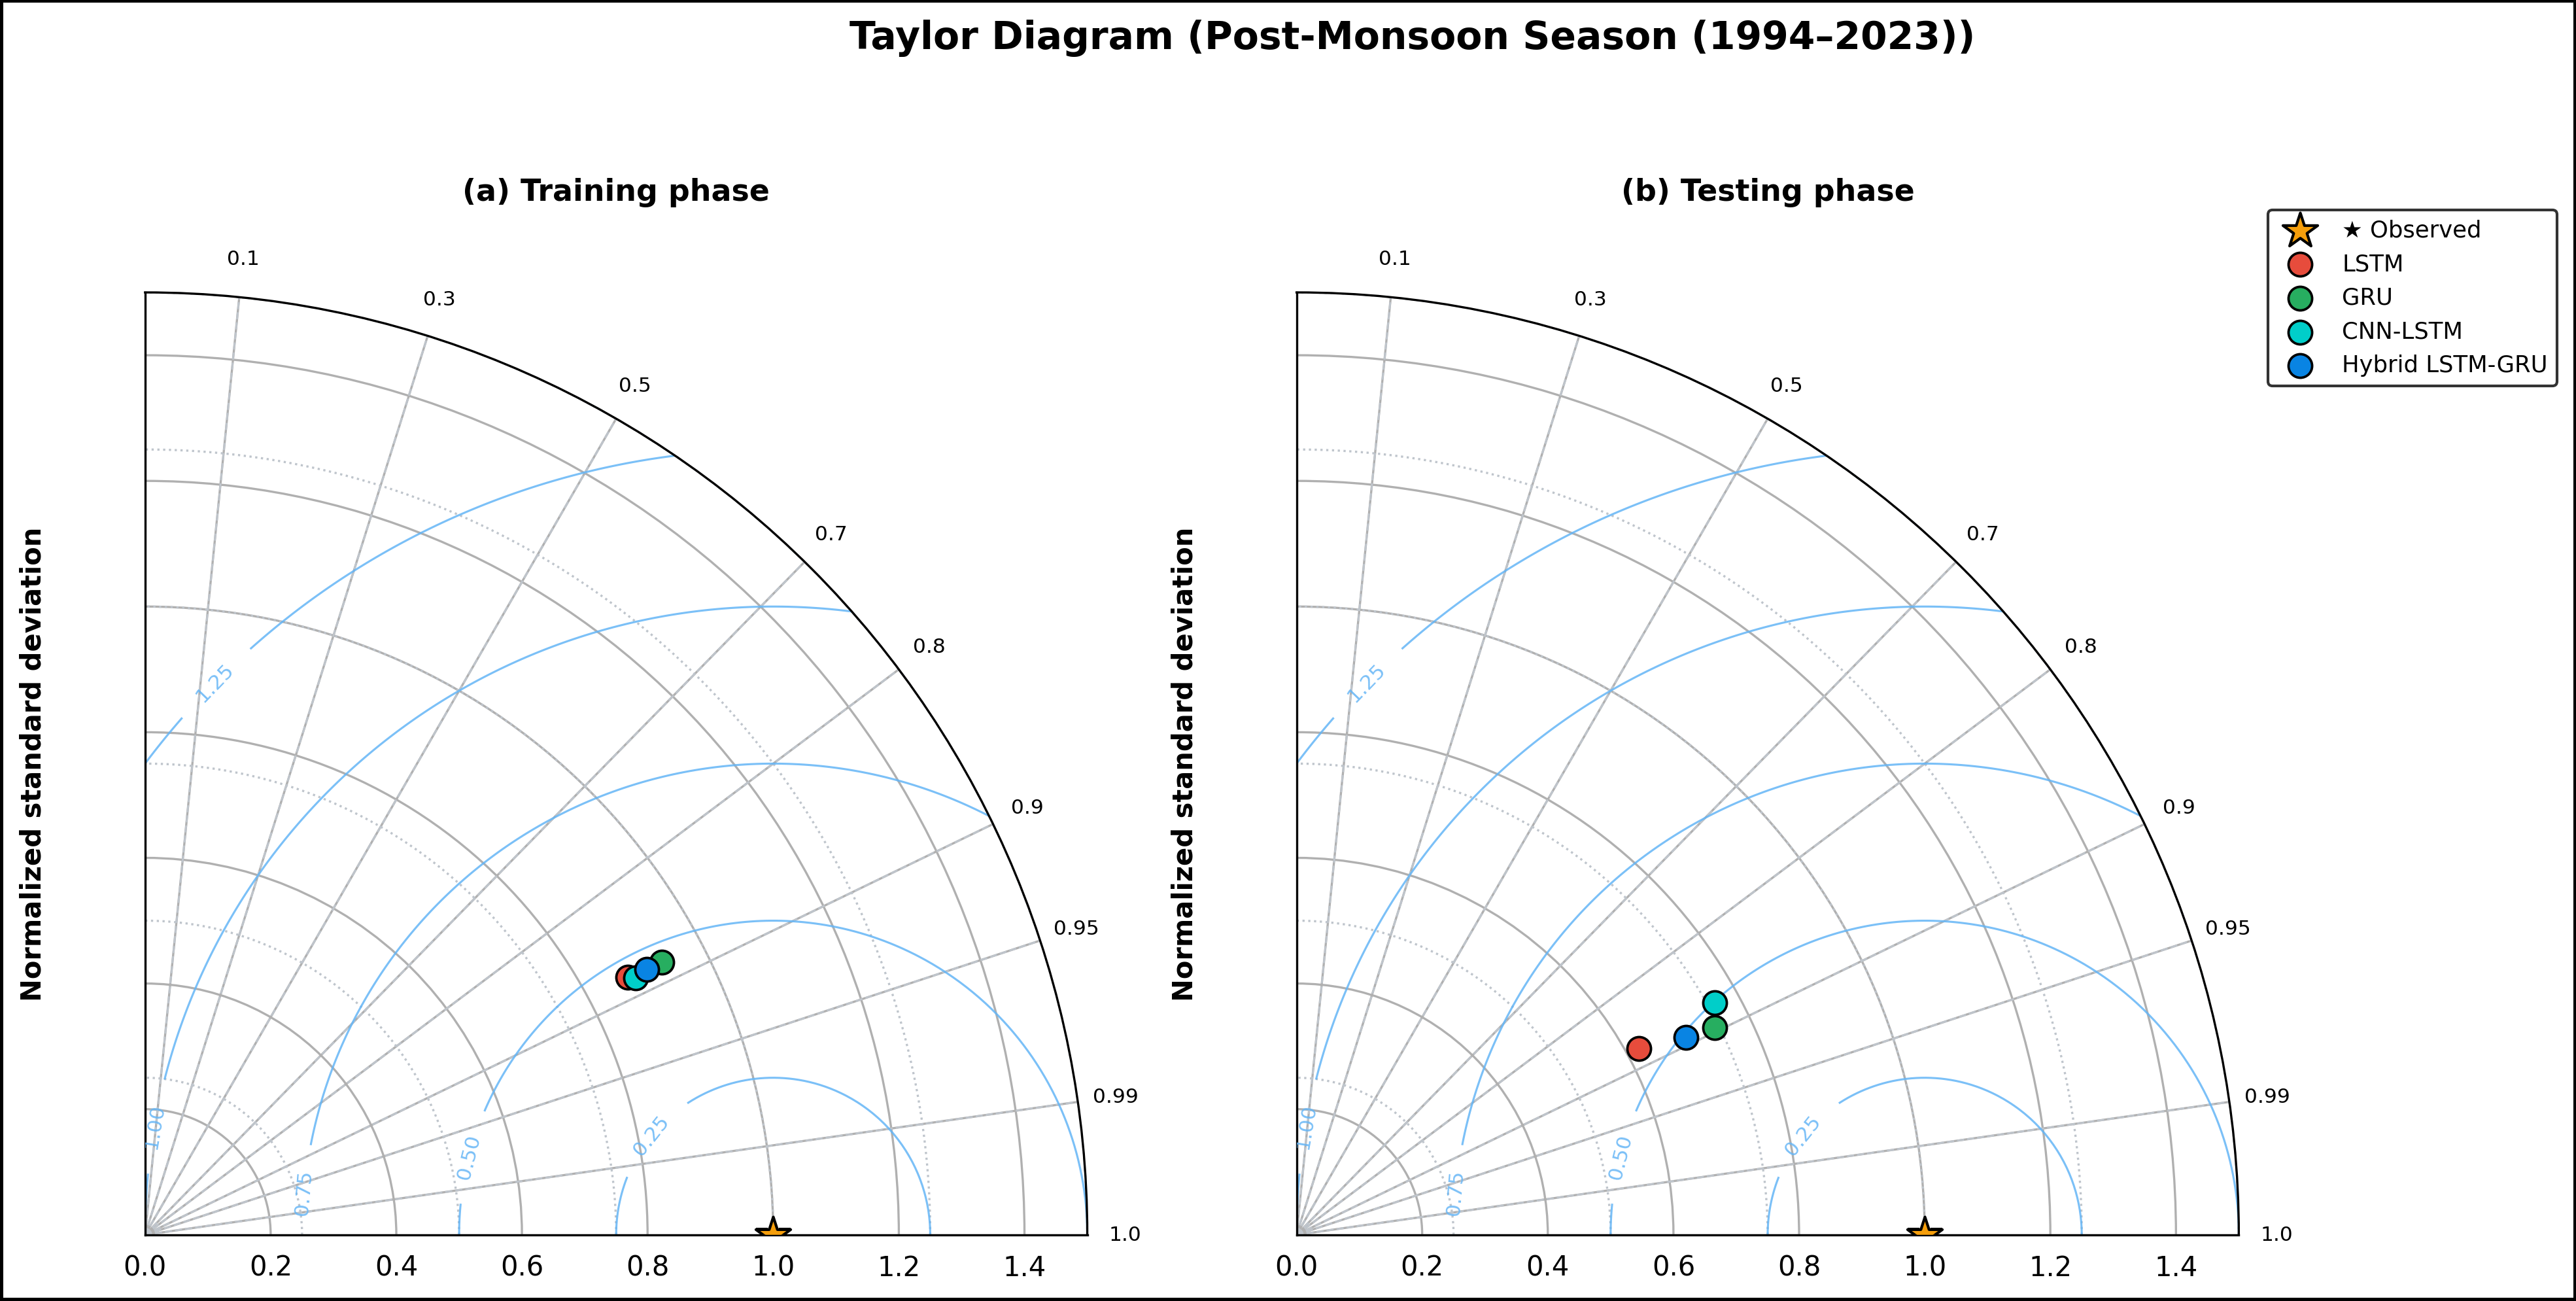 Taylor Diagram (Post-Monsoon Season (1994–2023))
(a) Training phase
0.1
0.3
0.5
0.7
0.8
0.9
0.95
0.99
1.0
1.25
1.00
0.75
0.50
0.25
Normalized standard deviation
0.0 0.2 0.4 0.6 0.8 1.0 1.2 1.4
(b) Testing phase
0.1
0.3
0.5
0.7
0.8
0.9
0.95
0.99
1.0
1.25
1.00
0.75
0.50
0.25
Normalized standard deviation
0.0 0.2 0.4 0.6 0.8 1.0 1.2 1.4
★ Observed
LSTM
GRU
CNN-LSTM
Hybrid LSTM-GRU